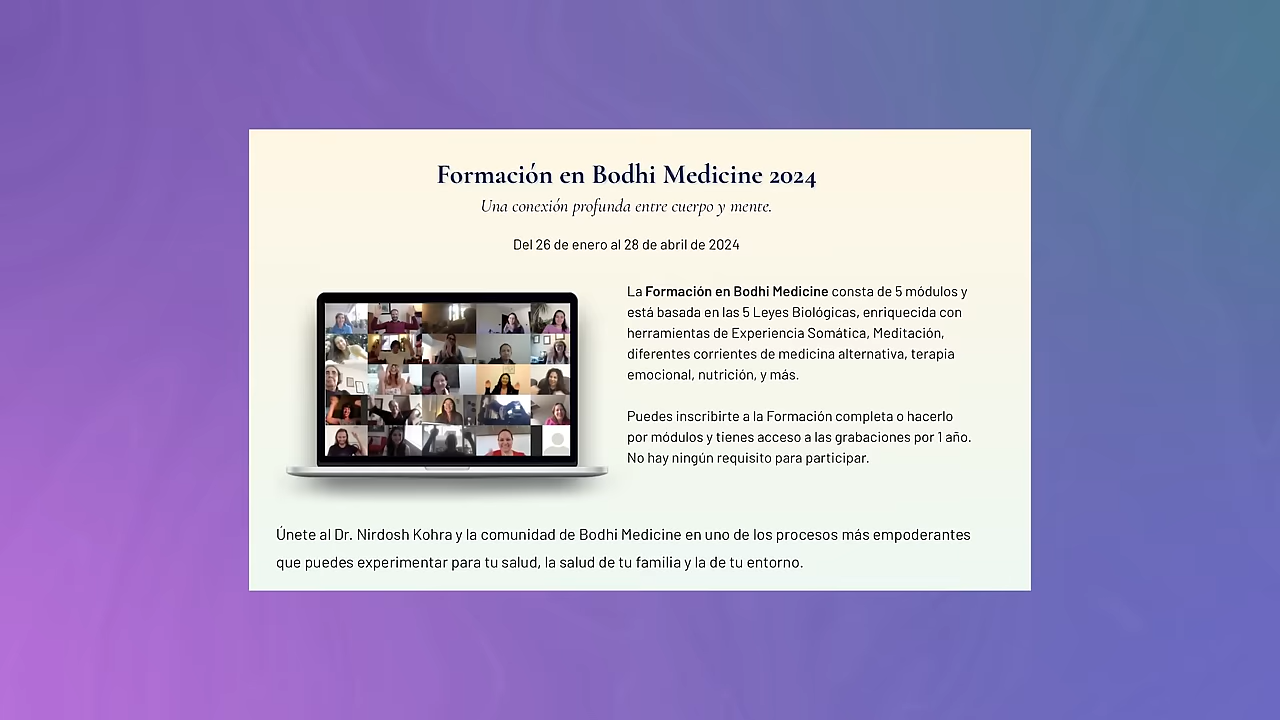 Formación en Bodhi Medicine 2024
Una conexión profunda entre cuerpo y mente.
Del 26 de enero al 28 de abril de 2024
La Formación en Bodhi Medicine consta de 5 módulos y
está basada en las 5 Leyes Biológicas, enriquecida con
herramientas de Experiencia Somática, Meditación,
diferentes corrientes de medicina alternativa, terapia
emocional, nutrición, y más.
Puedes inscribirte a la Formación completa o hacerlo
por módulos y tienes acceso a las grabaciones por 1 año.
No hay ningún requisito para participar.
Únete al Dr. Nirdosh Kohra y la comunidad de Bodhi Medicine en uno de los procesos más empoderantes
que puedes experimentar para tu salud, la salud de tu familia y la de tu entorno.